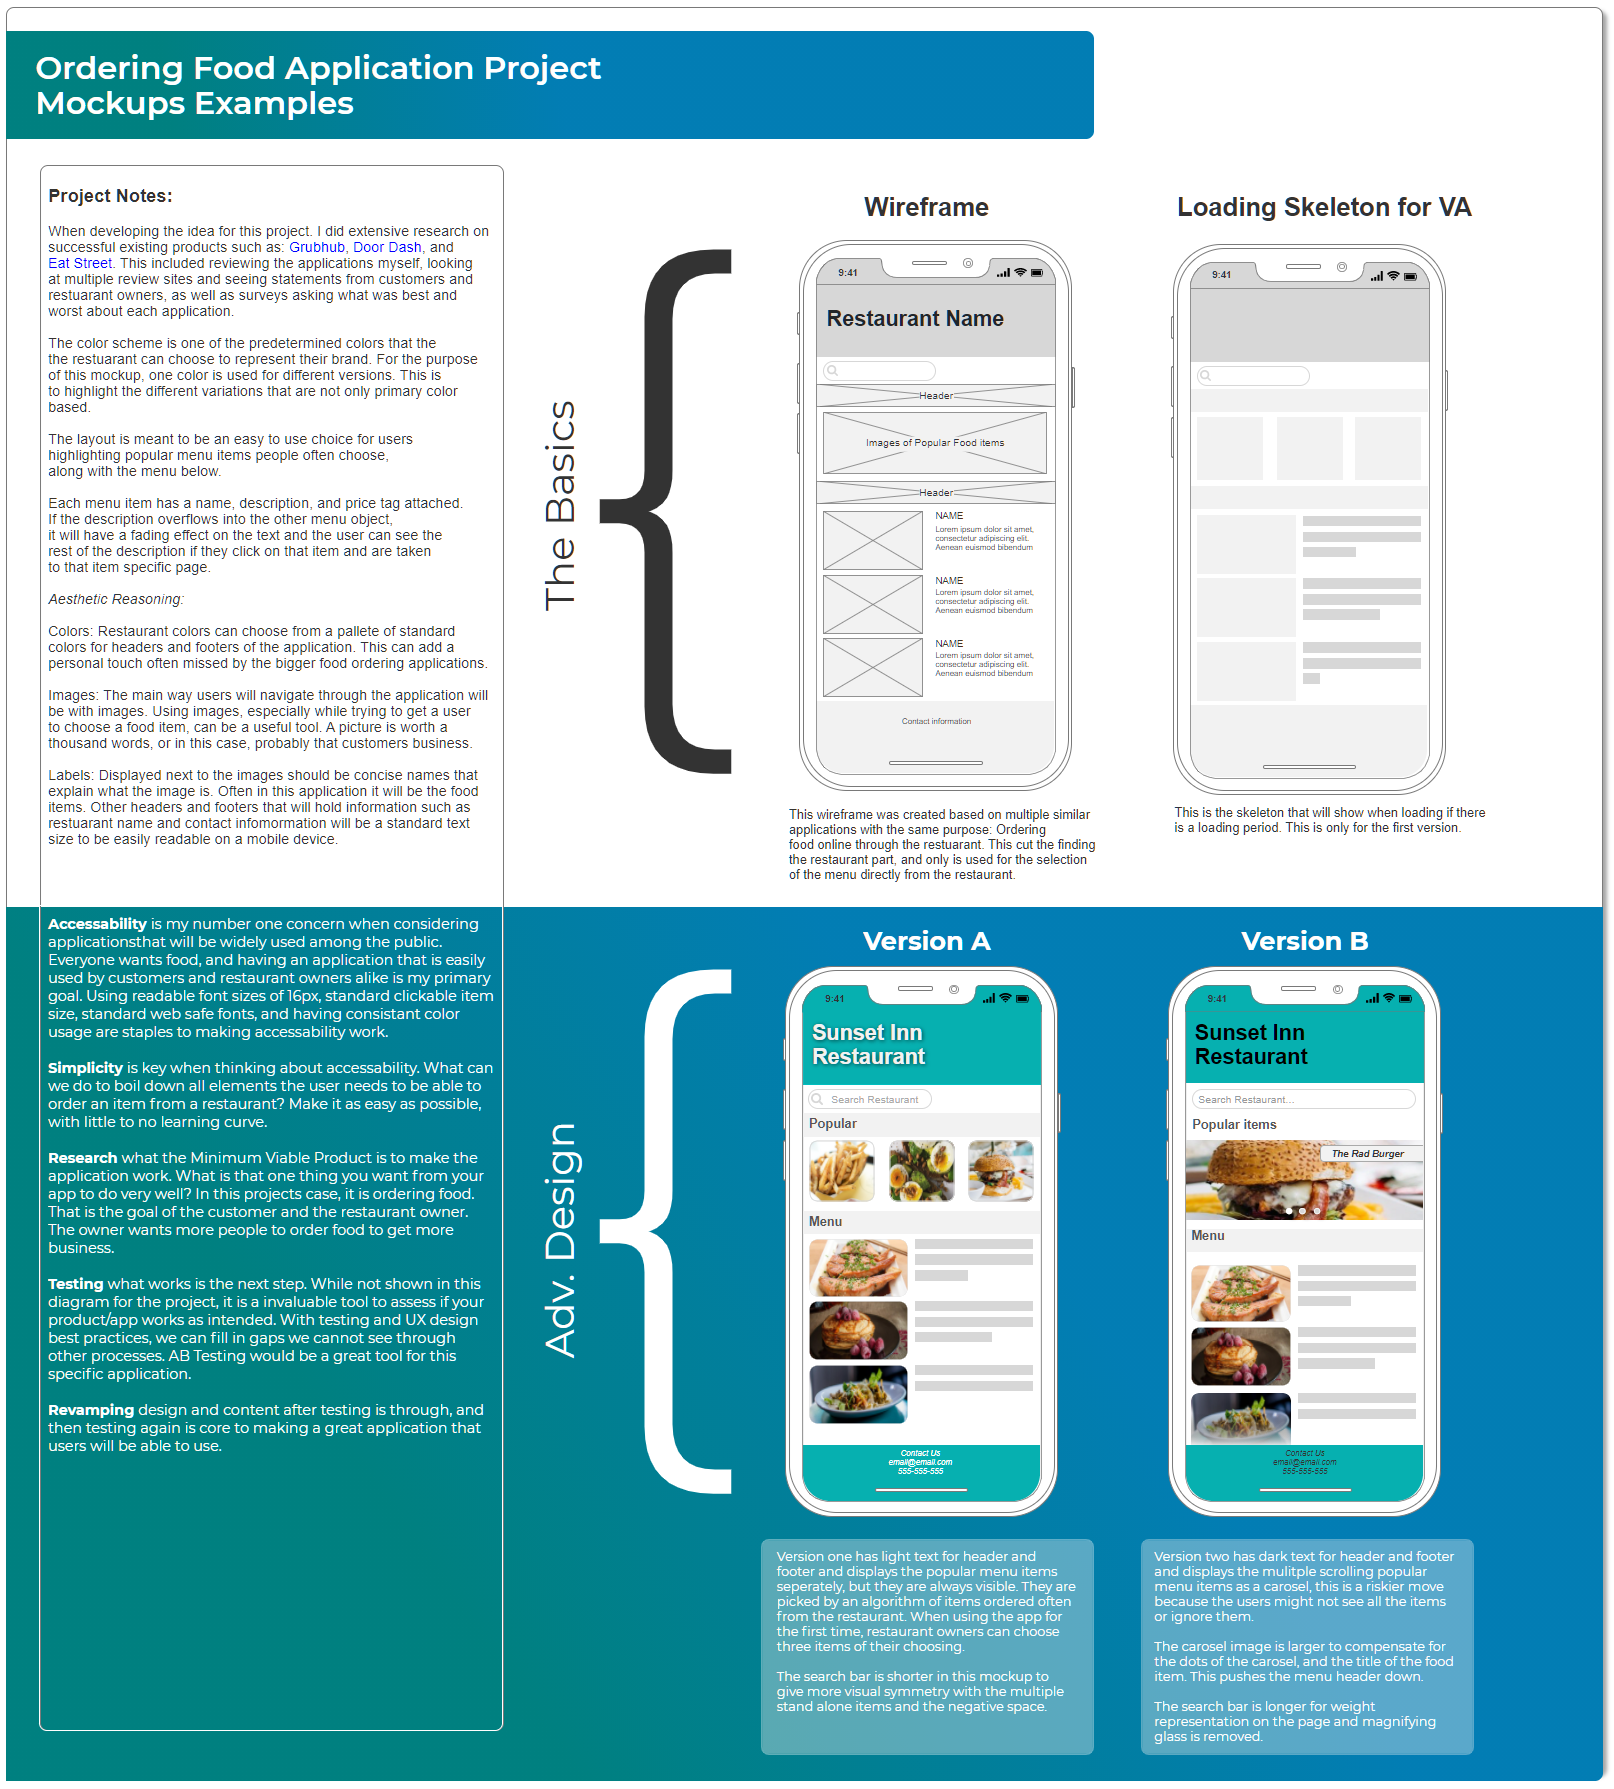 Ordering Food Application Project
Mockups Examples
Project Notes:
When developing the idea for this project. I did extensive research on
successful existing products such as: Grubhub, Door Dash, and
Eat Street. This included reviewing the applications myself, looking
at multiple review sites and seeing statements from customers and
restuarant owners, as well as surveys asking what was best and
worst about each application.
The color scheme is one of the predetermined colors that the
the restuarant can choose to represent their brand. For the purpose
of this mockup, one color is used for different versions. This is
to highlight the different variations that are not only primary color
based.
The layout is meant to be an easy to use choice for users
highlighting popular menu items people often choose,
along with the menu below.
Each menu item has a name, description, and price tag attached.
If the description overflows into the other menu object,
it will have a fading effect on the text and the user can see the
rest of the description if they click on that item and are taken
to that item specific page.
Aesthetic Reasoning:
Colors: Restaurant colors can choose from a pallete of standard
colors for headers and footers of the application. This can add a
personal touch often missed by the bigger food ordering applications.
Images: The main way users will navigate through the application will
be with images. Using images, especially while trying to get a user
to choose a food item, can be a useful tool. A picture is worth a
thousand words, or in this case, probably that customers business.
Labels: Displayed next to the images should be concise names that
explain what the image is. Often in this application it will be the food
items. Other headers and footers that will hold information such as
restuarant name and contact infomormation will be a standard text
size to be easily readable on a mobile device.
The Basics
Wireframe
9:41
Restaurant Name
Header
Images of Popular Food items
Header
NAME
Lorem ipsum dolor sit amet,
consectetur adipiscing elit.
Aenean euismod bibendum
NAME
Lorem ipsum dolor sit amet,
consectetur adipiscing elit.
Aenean euismod bibendum
NAME
Lorem ipsum dolor sit amet,
consectetur adipiscing elit.
Aenean euismod bibendum
Contact information
This wireframe was created based on multiple similar
applications with the same purpose: Ordering
food online through the restuarant. This cut the finding
the restaurant part, and only is used for the selection
of the menu directly from the restaurant.
Loading Skeleton for VA
9:41
This is the skeleton that will show when loading if there
is a loading period. This is only for the first version.
Accessability is my number one concern when considering
applicationsthat will be widely used among the public.
Everyone wants food, and having an application that is easily
used by customers and restaurant owners alike is my primary
goal. Using readable font sizes of 16px, standard clickable item
size, standard web safe fonts, and having consistant color
usage are staples to making accessability work.
Simplicity is key when thinking about accessability. What can
we do to boil down all elements the user needs to be able to
order an item from a restaurant? Make it as easy as possible,
with little to no learning curve.
Research what the Minimum Viable Product is to make the
application work. What is that one thing you want from your
app to do very well? In this projects case, it is ordering food.
That is the goal of the customer and the restaurant owner.
The owner wants more people to order food to get more
business.
Testing what works is the next step. While not shown in this
diagram for the project, it is a invaluable tool to assess if your
product/app works as intended. With testing and UX design
best practices, we can fill in gaps we cannot see through
other processes. AB Testing would be a great tool for this
specific application.
Revamping design and content after testing is through, and
then testing again is core to making a great application that
users will be able to use.
Adv. Design
Version A
9:41
Sunset Inn
Restaurant
Search Restaurant
Popular
Menu
Contact Us
email@email.com
555-555-555
Version one has light text for header and
footer and displays the popular menu items
seperately, but they are always visible. They are
picked by an algorithm of items ordered often
from the restaurant. When using the app for
the first time, restaurant owners can choose
three items of their choosing.
The search bar is shorter in this mockup to
give more visual symmetry with the multiple
stand alone items and the negative space.
Version B
9:41
Sunset Inn
Restaurant
Search Restaurant...
Popular items
The Rad Burger
Menu
Contact Us
email@email.com
555-555-555
Version two has dark text for header and footer
and displays the mulitple scrolling popular
menu items as a carosel, this is a riskier move
because the users might not see all the items
or ignore them.
The carosel image is larger to compensate for
the dots of the carosel, and the title of the food
item. This pushes the menu header down.
The search bar is longer for weight
representation on the page and magnifying
glass is removed.